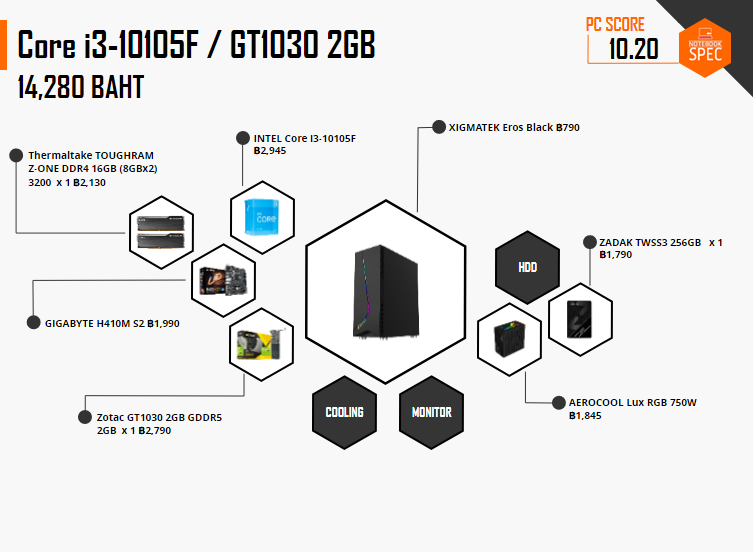 Core i3-10105F / GT1030 2GB
14,280 BAHT
PC SCORE
10.20
NOTEBOOK
SPEC
XIGMATEK Eros Black ฿790
INTEL Core I3-10105F
฿2,945
Thermaltake TOUGHRAM
Z-ONE DDR4 16GB (8GBx2)
3200 x 1 ฿2,130
CORE
ZADAK TWSS3 256GB x 1
฿1,790
HDD
GIGABYTE H410M S2 ฿1,990
Zotac GT1030 2GB GDDR5
2GB x 1 ฿2,790
COOLING
MONITOR
AEROCOOL Lux RGB 750W
฿1,845